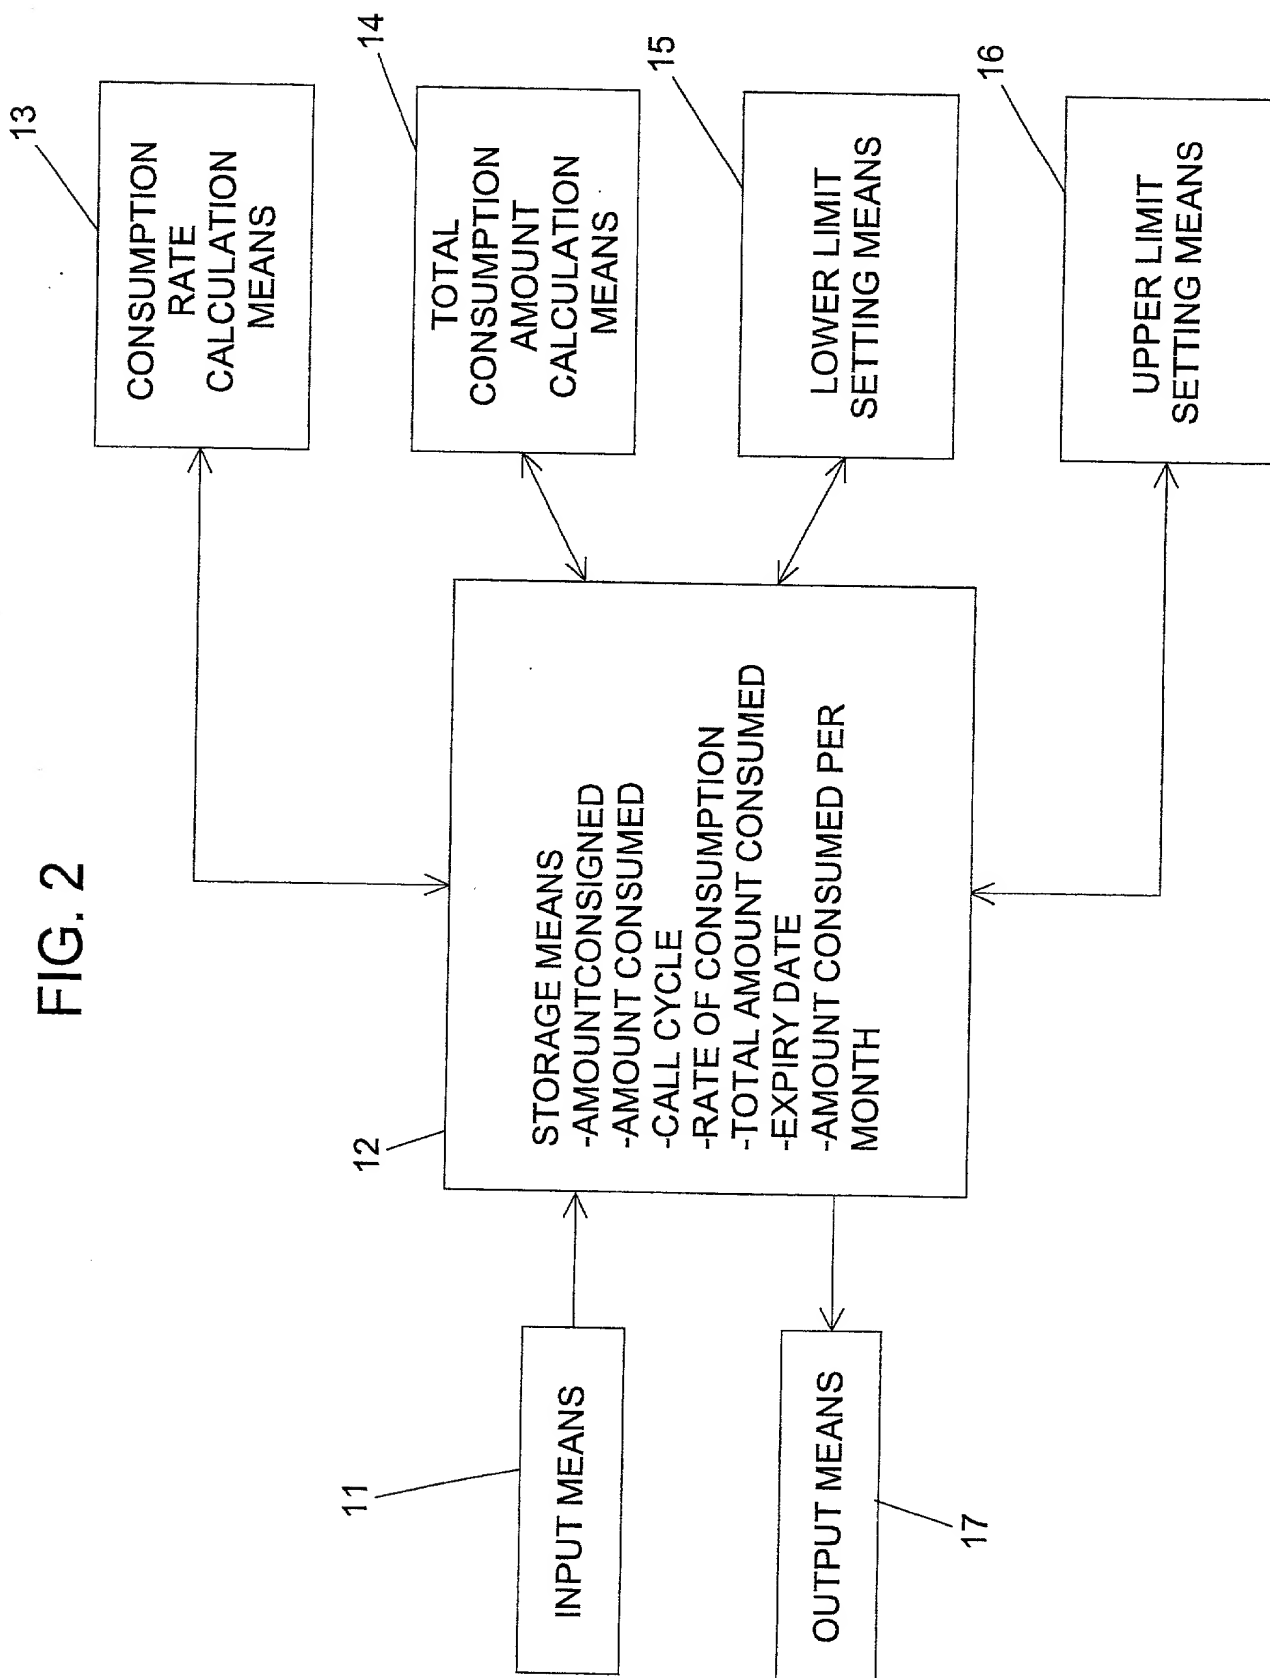 FIG. 2
13
CONSUMPTION
RATE
CALCULATION
MEANS
14
TOTAL
CONSUMPTION
AMOUNT
CALCULATION
MEANS
15
LOWER LIMIT
SETTING MEANS
16
UPPER LIMIT
SETTING MEANS
12
STORAGE MEANS
-AMOUNTCONSIGNED
-AMOUNT CONSUMED
-CALL CYCLE
-RATE OF CONSUMPTION
-TOTAL AMOUNT CONSUMED
-EXPIRY DATE
-AMOUNT CONSUMED PER
MONTH
11
INPUT MEANS
OUTPUT MEANS
17